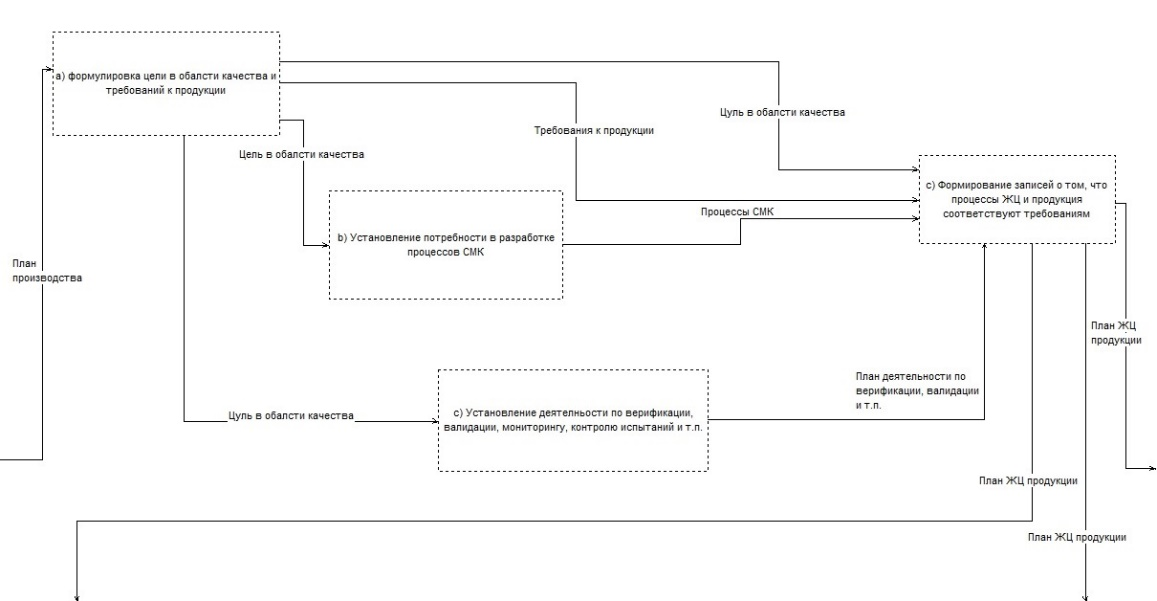 а) формулировка цели в обалсти качества и
требований к продукции
Цуль в обалсти качества
Требования к продукции
Цель в обалсти качества
с) Формирование записей о том, что
процессы ЖЦ и продукция
соответствуют требованиям
Процессы СМК
b) Установление потребности в разработке
процессов СМК
План
производства
План ЖЦ
продукции
План деятельности по
верификации, валидации
и т.п.
Цуль в обалсти качества
с) Установление деятелньости по верификации,
валидации, мониторингу, контролю испытаний и т.п.
План ЖЦ продукции
План ЖЦ продукции